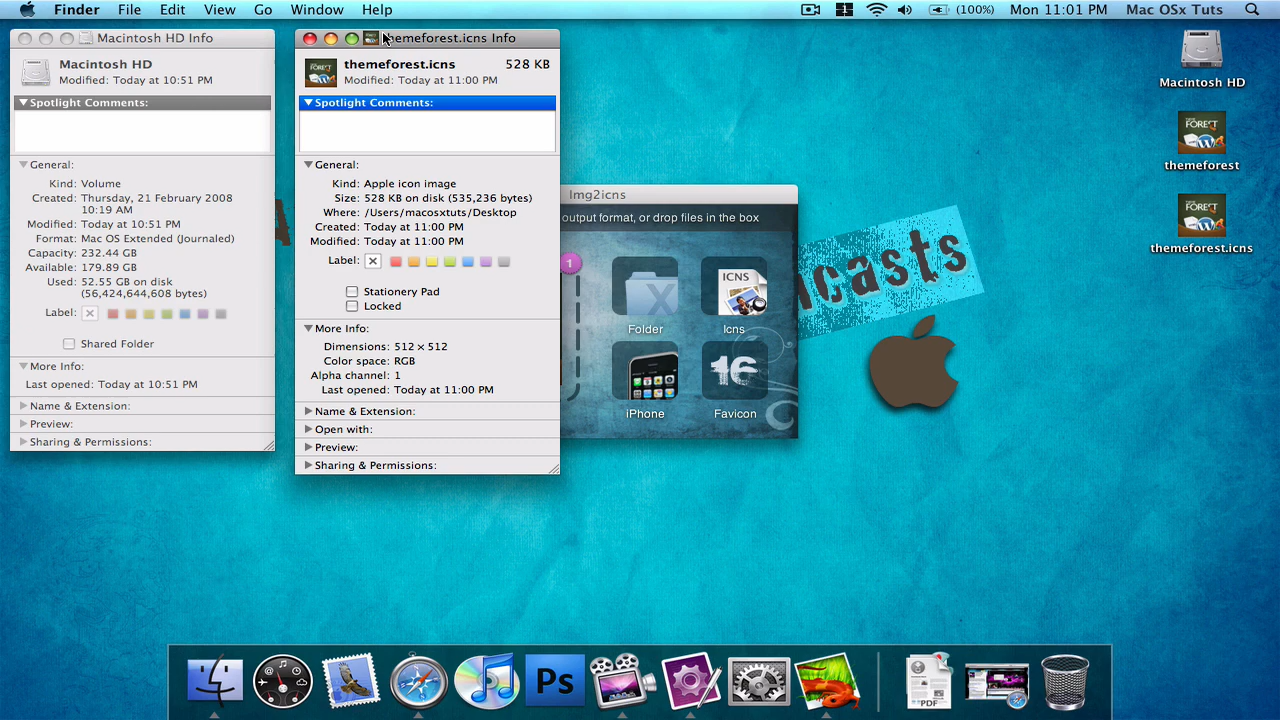 Finder File Edit View Go Window Help
1 (100%) Mon 11:01 PM Mac OSx Tuts
Macintosh HD Info
Macintosh HD
Modified: Today at 10:51 PM
Spotlight Comments:
General:
Kind: Volume
Created: Thursday, 21 February 2008
10:19 AM
Modified: Today at 10:51 PM
Format: Mac OS Extended (Journaled)
Capacity: 232.44 GB
Available: 179.89 GB
Used: 52.55 GB on disk
(56,424,644,608 bytes)
Label:
Shared Folder
More Info:
Last opened: Today at 10:51 PM
Name & Extension:
Preview:
Sharing & Permissions:
themeforest.icns Info
themeforest.icns 528 KB
Modified: Today at 11:00 PM
Spotlight Comments:
General:
Kind: Apple icon image
Size: 528 KB on disk (535,236 bytes)
Where: /Users/macosxtuts/Desktop
Created: Today at 11:00 PM
Modified: Today at 11:00 PM
Label:
Stationery Pad
Locked
More Info:
Dimensions: 512 × 512
Color space: RGB
Alpha channel: 1
Last opened: Today at 11:00 PM
Name & Extension:
Open with:
Preview:
Sharing & Permissions:
Img2icns
output format, or drop files in the box
1
ICNS
Folder Icns
16
iPhone Favicon
ncasts
Macintosh HD
FOREST
themeforest
FOREST
themeforest.icns
Ps
PDF